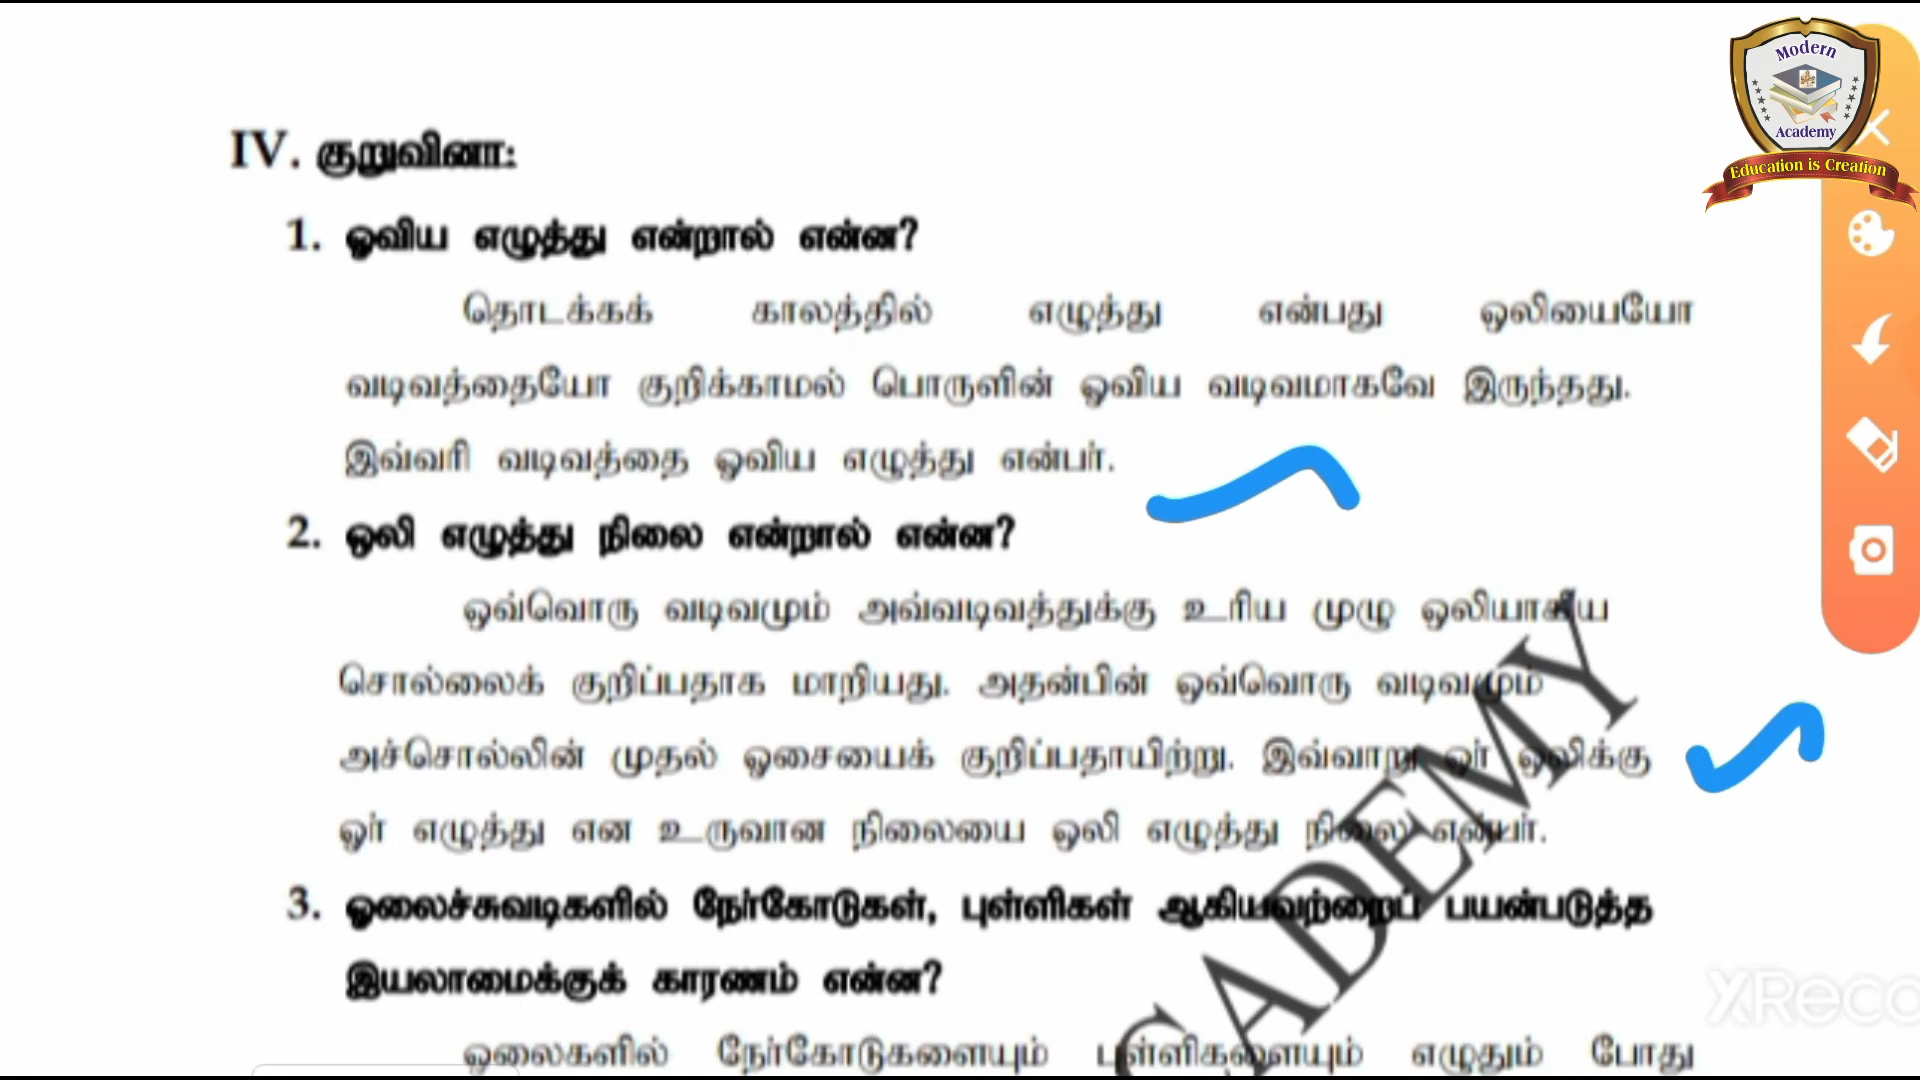 Modern
Academy
Education is Creation
IV. குறுவினா:
1. ஓவிய எழுத்து என்றால் என்ன?
தொடக்கக் காலத்தில் எழுத்து என்பது ஒலியையோ
வடிவத்தையோ குறிக்காமல் பொருளின் ஓவிய வடிவமாகவே இருந்தது.
இவ்வரி வடிவத்தை ஓவிய எழுத்து என்பர்.
2. ஒலி எழுத்து நிலை என்றால் என்ன?
ஒவ்வொரு வடிவமும் அவ்வடிவத்துக்கு உரிய முழு ஒலியாகிய
சொல்லைக் குறிப்பதாக மாறியது. அதன்பின் ஒவ்வொரு வடிவமும்
அச்சொல்லின் முதல் ஓசையைக் குறிப்பதாயிற்று. இவ்வாறு ஓர் ஒலிக்கு
ஓர் எழுத்து என உருவான நிலையை ஒலி எழுத்து நிலை என்பர்.
3. ஓலைச்சுவடிகளில் நேர்கோடுகள், புள்ளிகள் ஆகியவற்றைப் பயன்படுத்த
இயலாமைக்குக் காரணம் என்ன?
ஓலைகளில் நேர்கோடுகளையும் புள்ளிகளையும் எழுதும் போது
CADEMY
XReco